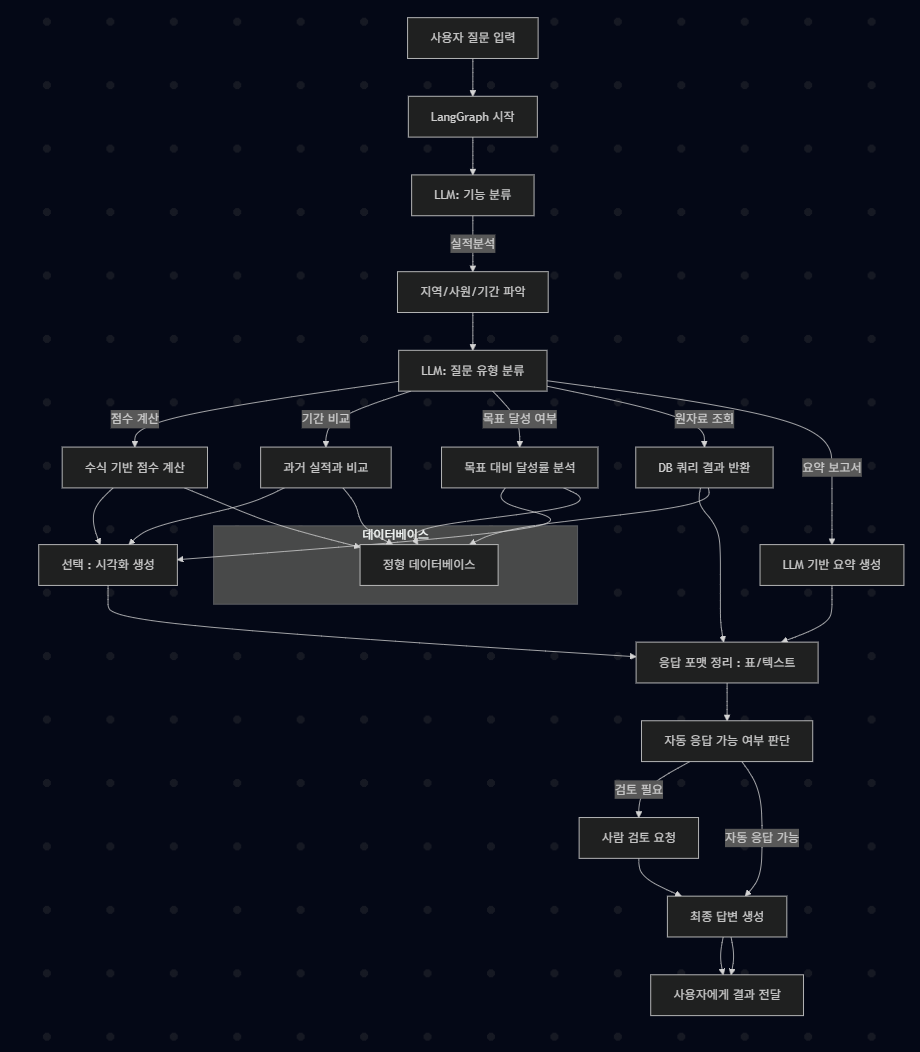 사용자 질문 입력
LangGraph 시작
LLM: 기능 분류
실적분석
지역/사원/기간 파악
LLM: 질문 유형 분류
점수 계산
기간 비교
목표 달성 여부
원자료 조회
요약 보고서
수식 기반 점수 계산
과거 실적과 비교
목표 대비 달성률 분석
DB 쿼리 결과 반환
데이터베이스
선택 : 시각화 생성
정형 데이터베이스
LLM 기반 요약 생성
응답 포맷 정리 : 표/텍스트
자동 응답 가능 여부 판단
검토 필요
자동 응답 가능
사람 검토 요청
최종 답변 생성
사용자에게 결과 전달